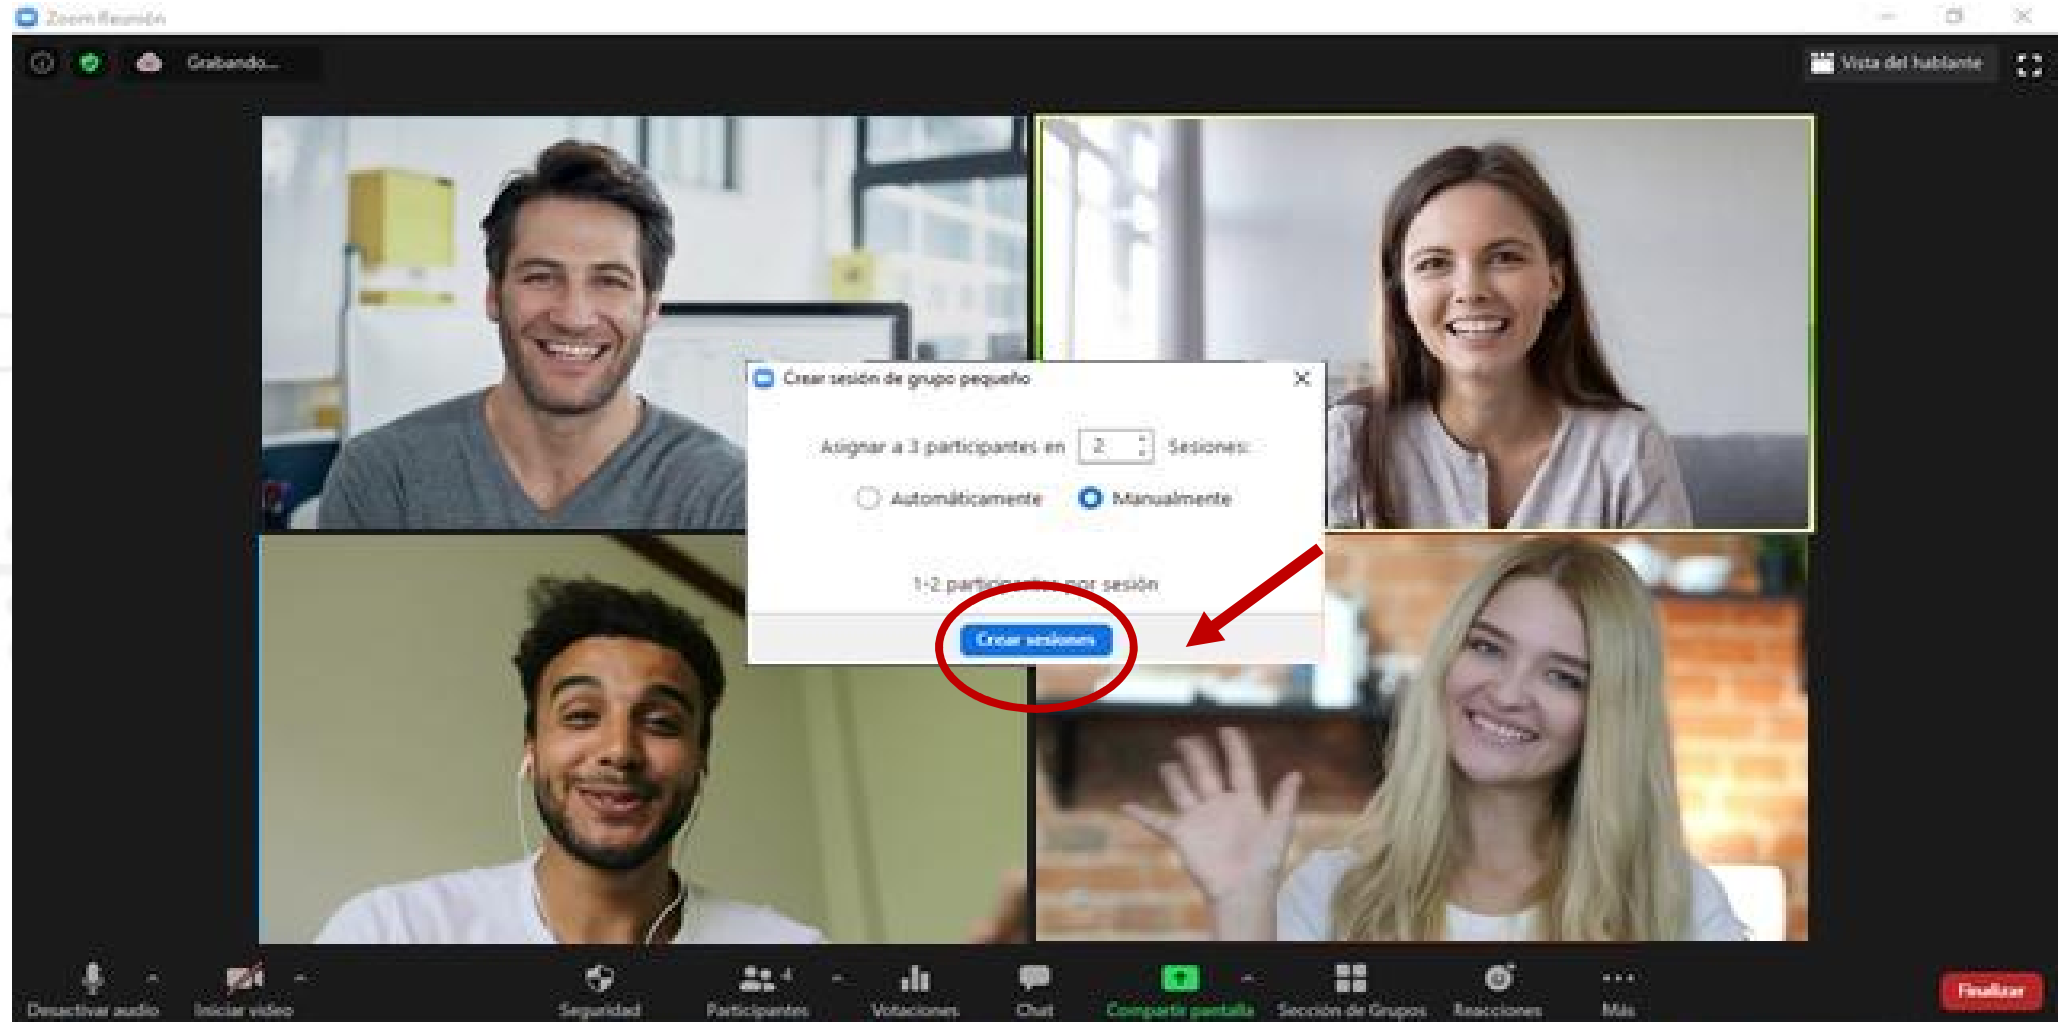 Zoom Reunión
Grabando...
Vista del hablante
Crear sesión de grupo pequeño
Asignar a 3 participantes en 2 Sesiones:
Automáticamente Manualmente
1-2 participantes por sesión
Crear sesiones
Desactivar audio
Iniciar video
Seguridad
Participantes 4
Votaciones
Chat
Compartir pantalla
Sección de Grupos
Reacciones
Más
Finalizar